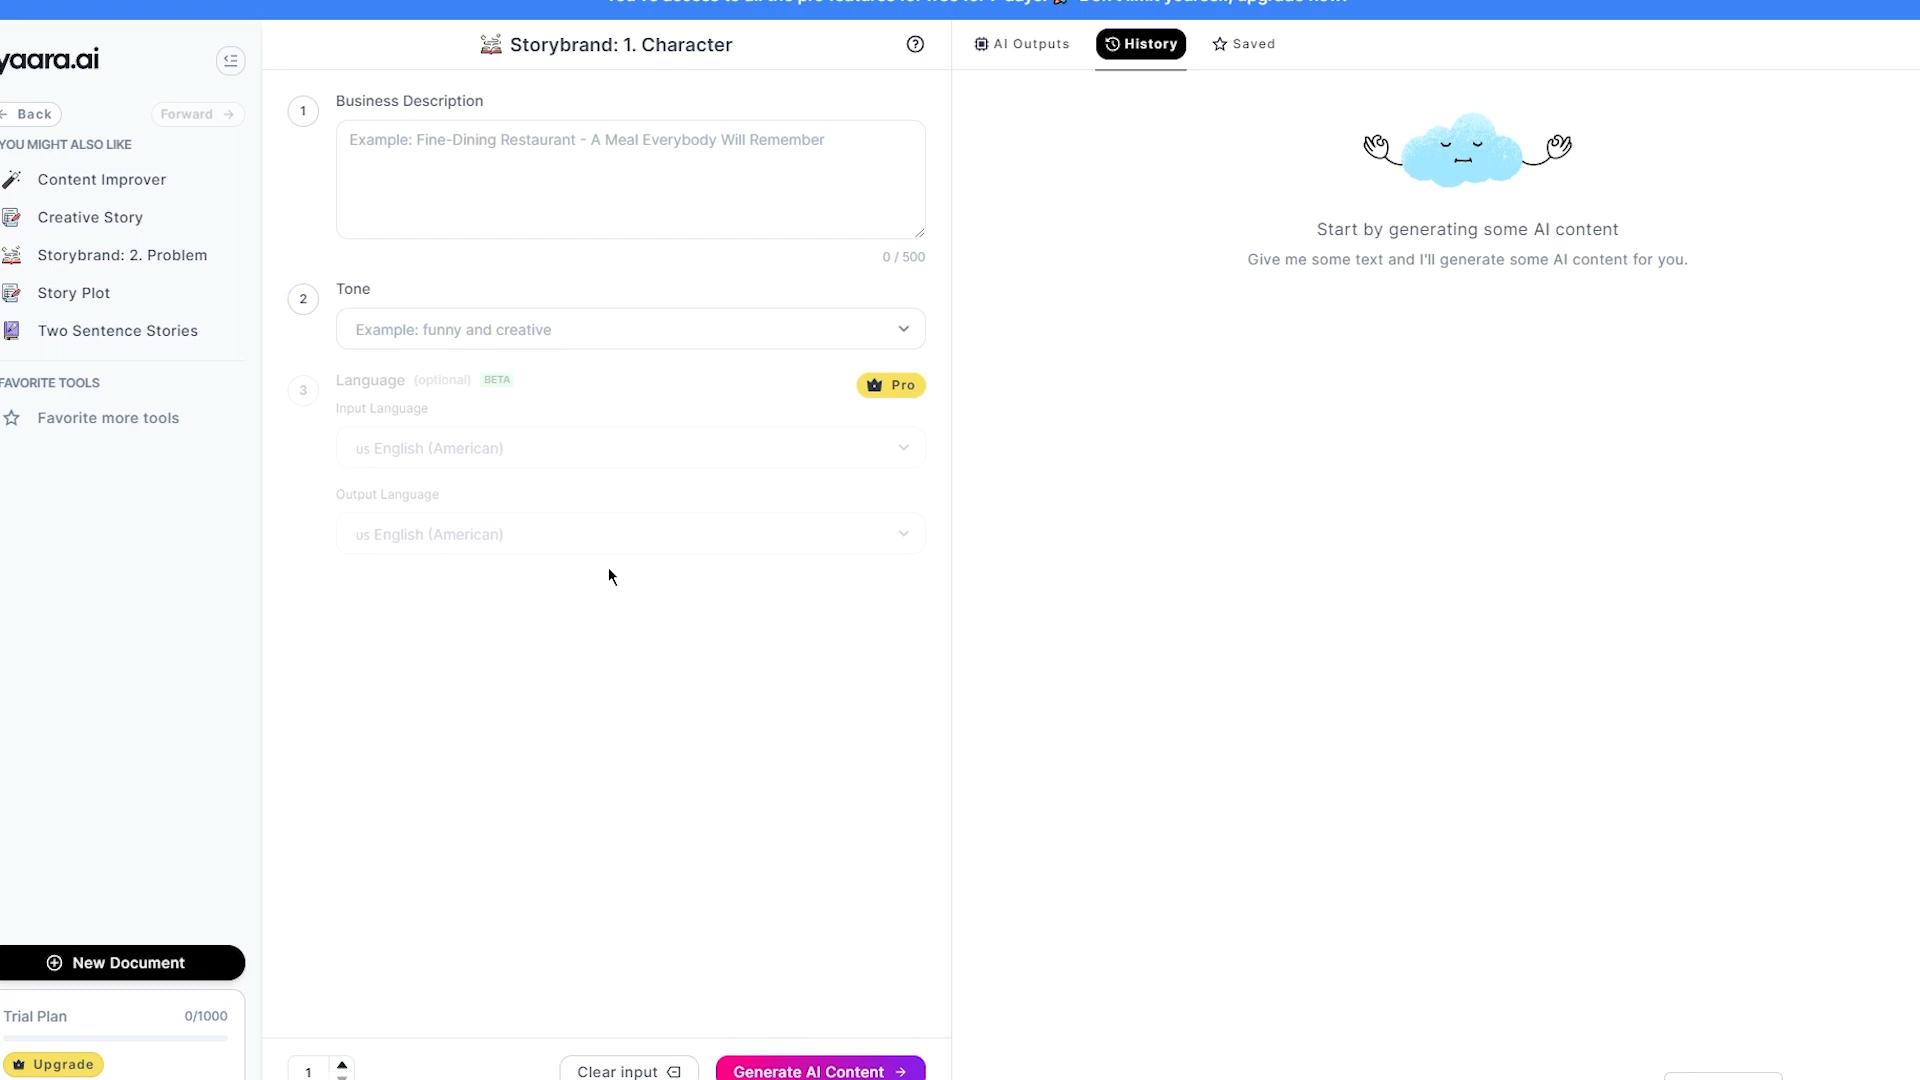 yaara.ai
Back
Forward
YOU MIGHT ALSO LIKE
Content Improver
Creative Story
Storybrand: 2. Problem
Story Plot
Two Sentence Stories
FAVORITE TOOLS
Favorite more tools
New Document
Trial Plan 0/1000
Upgrade
Storybrand: 1. Character
1
Business Description
Example: Fine-Dining Restaurant - A Meal Everybody Will Remember
0 / 500
2
Tone
Example: funny and creative
3
Language (optional) BETA
Pro
Input Language
us English (American)
Output Language
us English (American)
1
Clear input
Generate AI Content
AI Outputs
History
Saved
Start by generating some AI content
Give me some text and I'll generate some AI content for you.